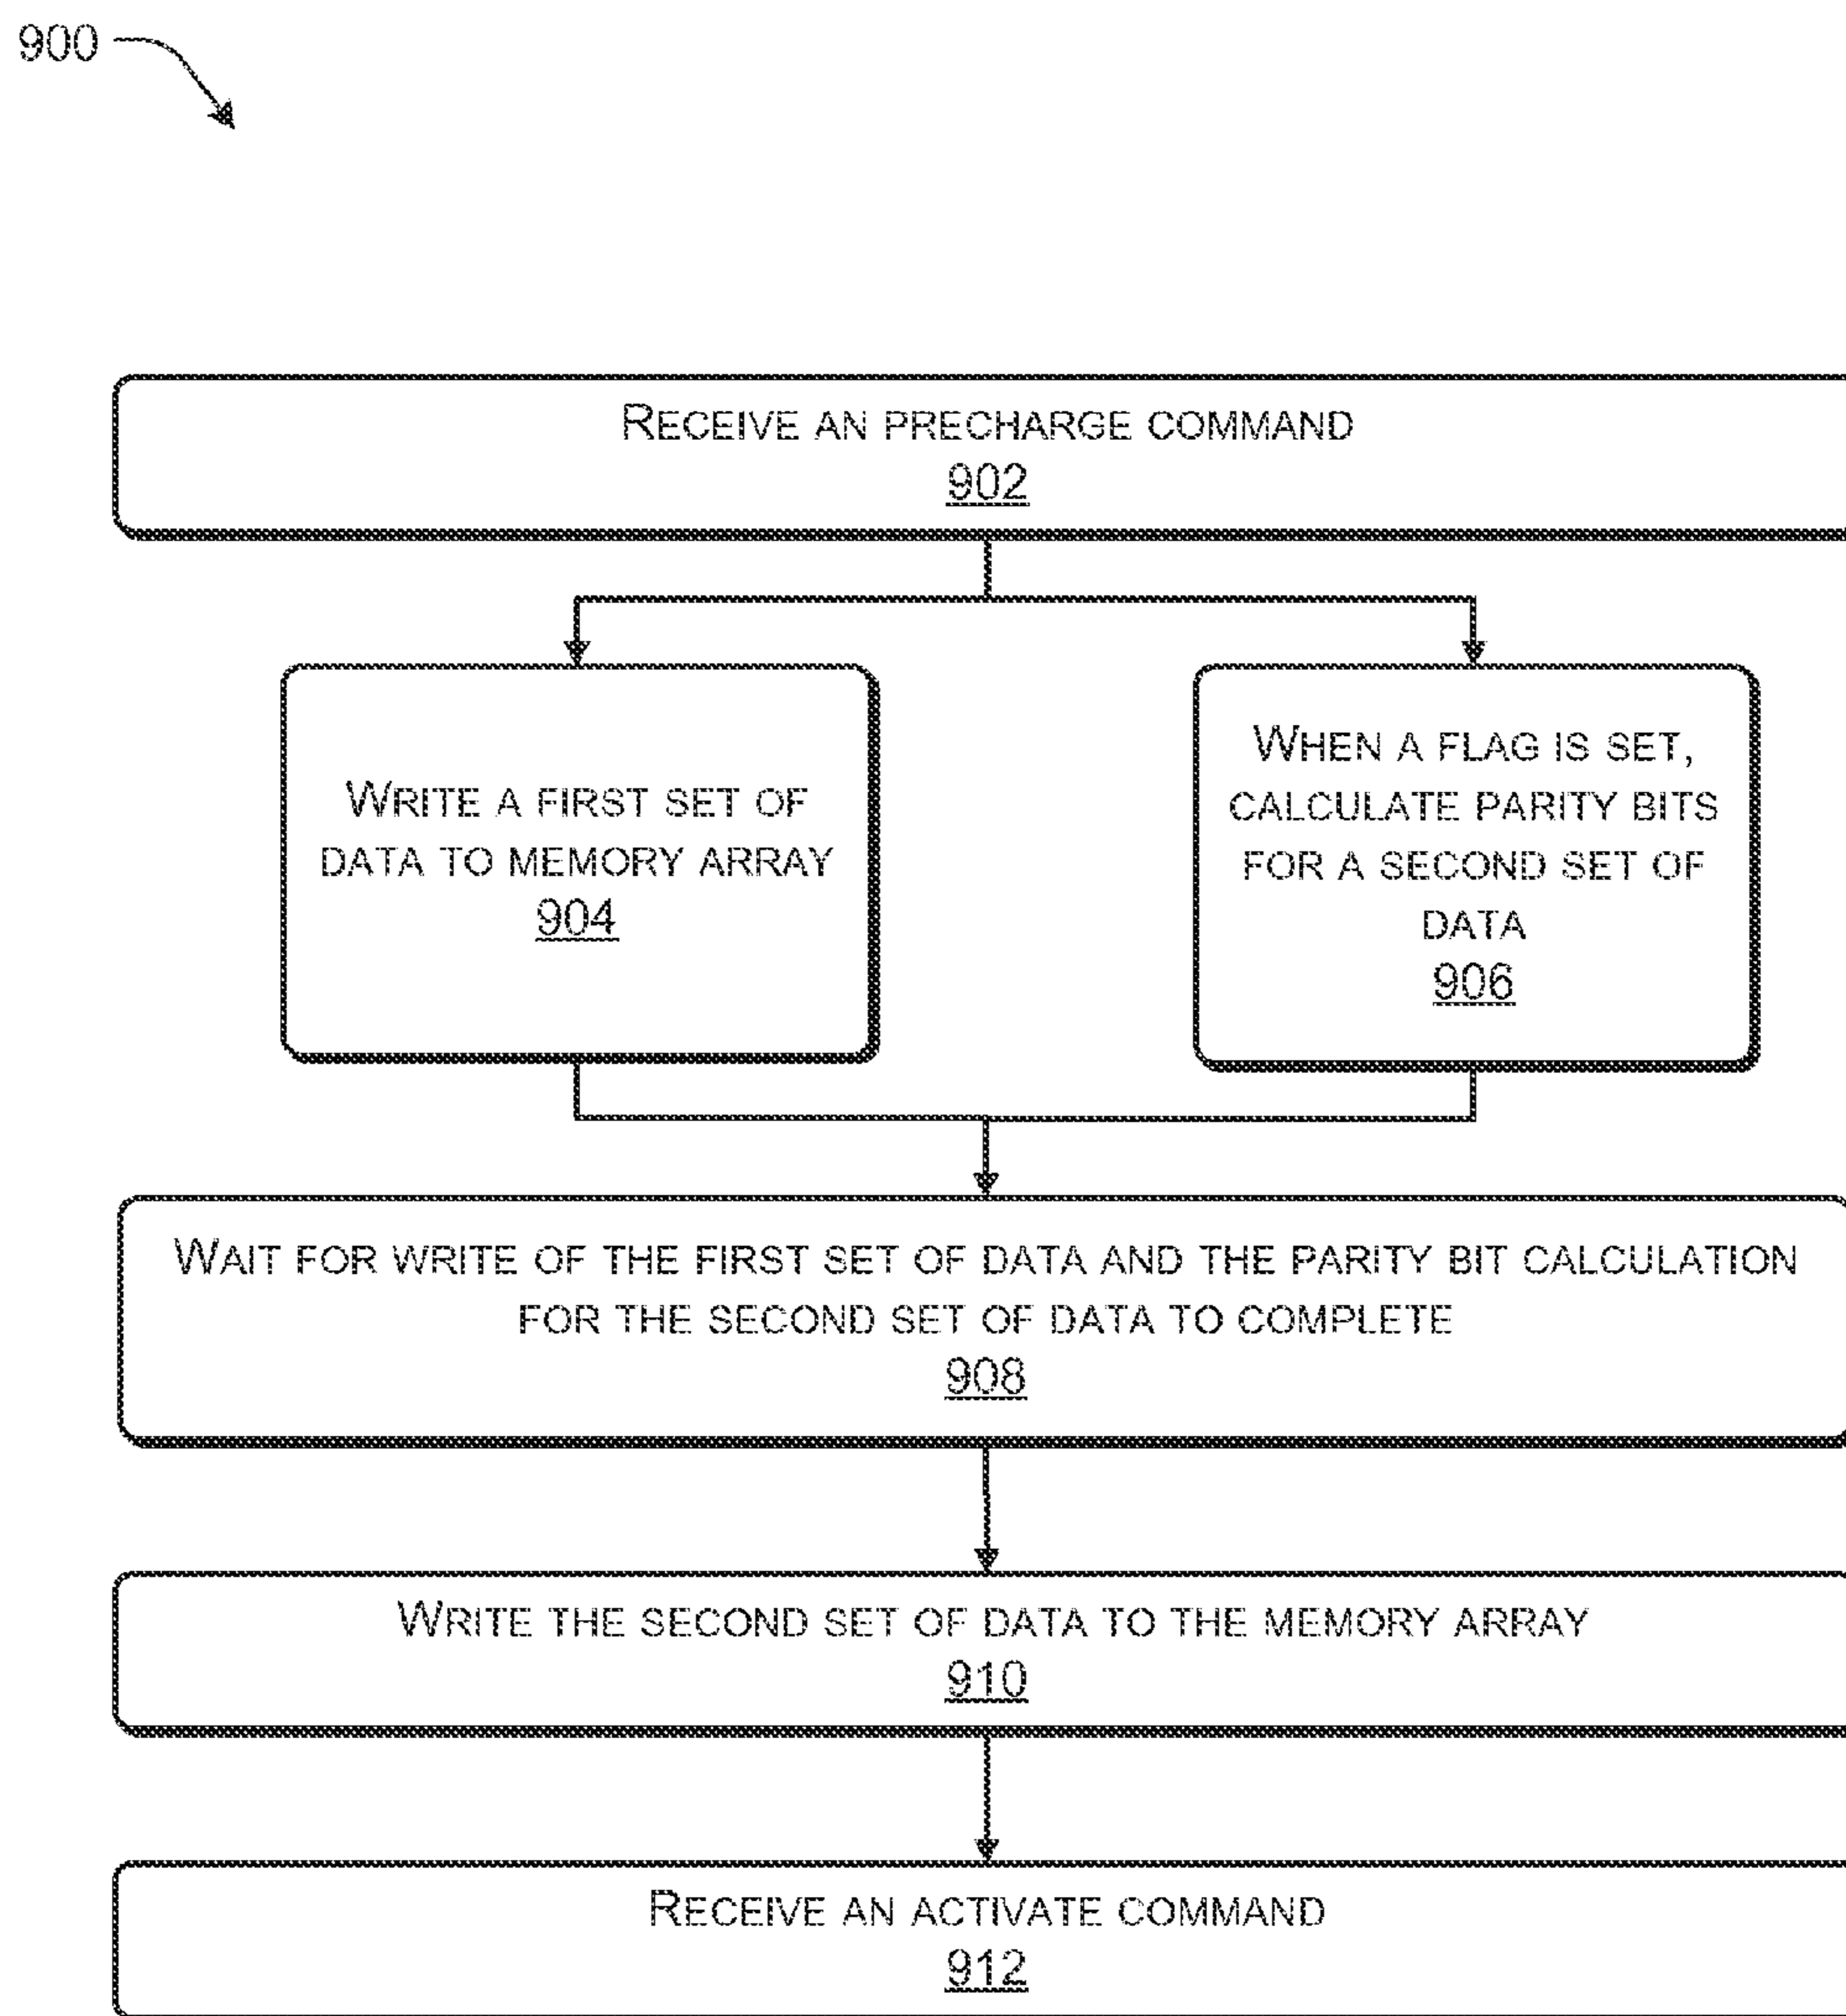 900
RECEIVE AN PRECHARGE COMMAND
902
WRITE A FIRST SET OF
DATA TO MEMORY ARRAY
904
WHEN A FLAG IS SET,
CALCULATE PARITY BITS
FOR A SECOND SET OF
DATA
906
WAIT FOR WRITE OF THE FIRST SET OF DATA AND THE PARITY BIT CALCULATION
FOR THE SECOND SET OF DATA TO COMPLETE
908
WRITE THE SECOND SET OF DATA TO THE MEMORY ARRAY
910
RECEIVE AN ACTIVATE COMMAND
912